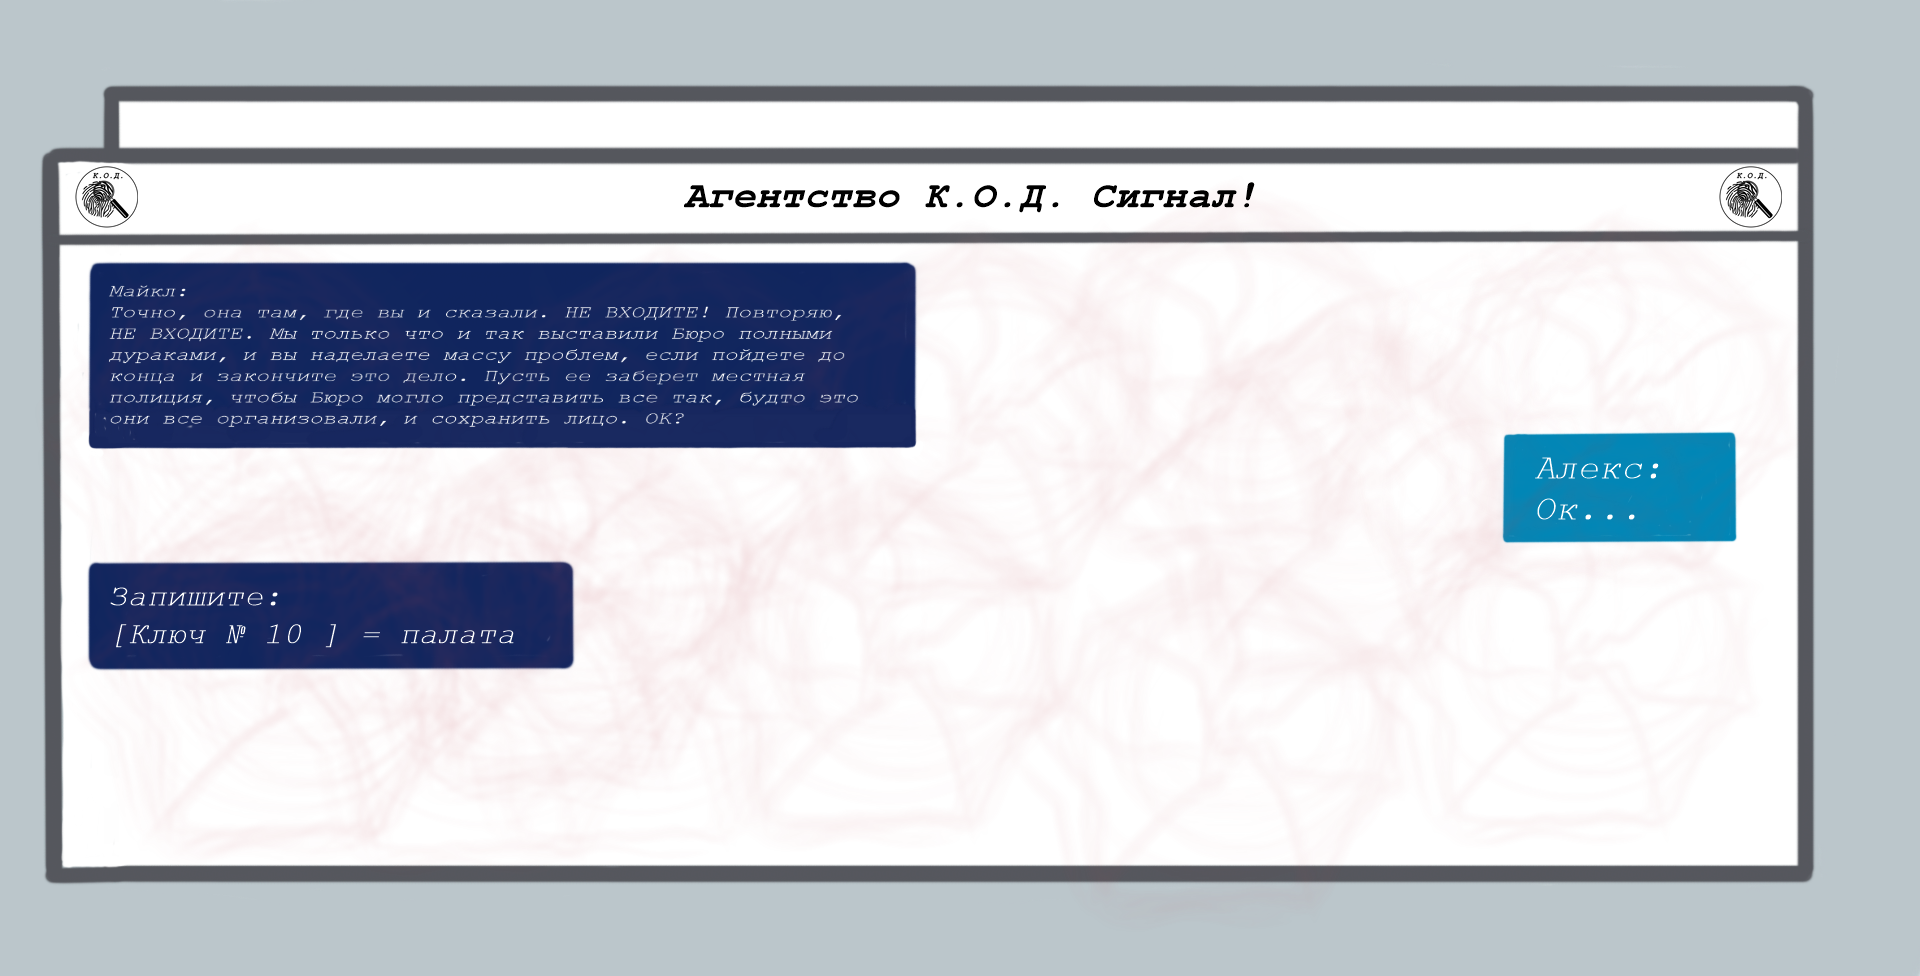 К.О.Д.
Агентство К.О.Д. Сигнал!
К.О.Д.
Майкл:
Точно, она там, где вы и сказали. НЕ ВХОДИТЕ! Повторяю,
НЕ ВХОДИТЕ. Мы только что и так выставили Бюро полными
дураками, и вы наделаете массу проблем, если пойдете до
конца и закончите это дело. Пусть ее заберет местная
полиция, чтобы Бюро могло представить все так, будто это
они все организовали, и сохранить лицо. ОК?
Алекс:
Ок...
Запишите:
[Ключ № 10 ] = палата